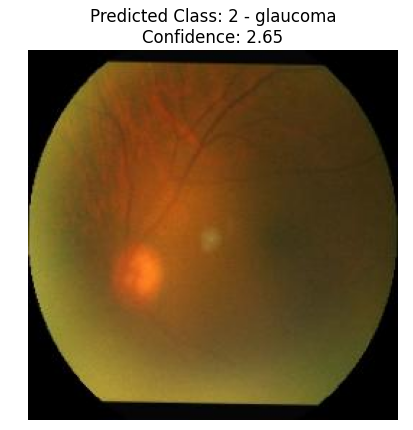 Predicted Class: 2 - glaucoma
Confidence: 2.65